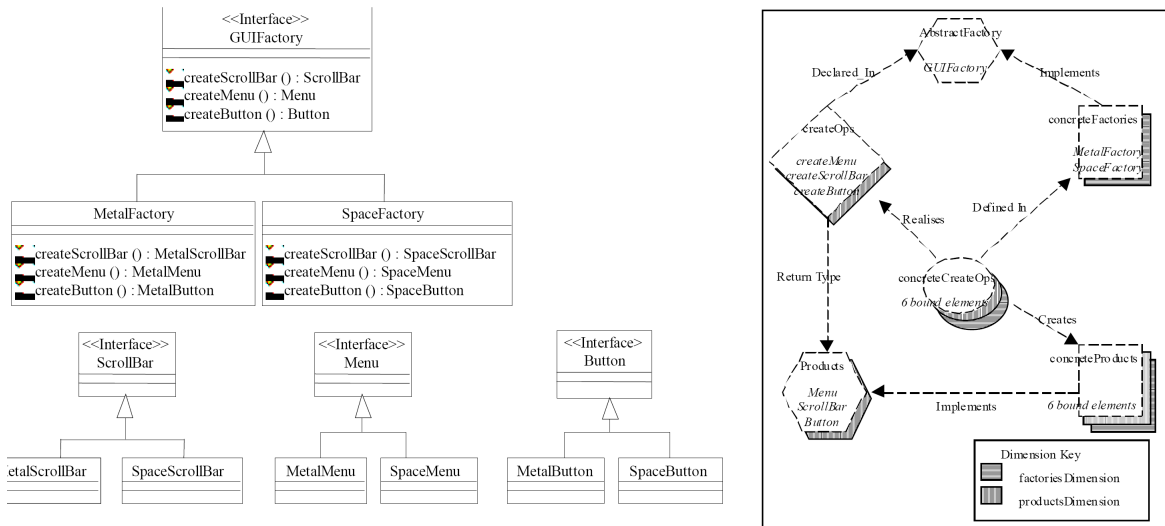 <<Interface>>
GUIFactory
createScrollBar () : ScrollBar
createMenu () : Menu
createButton () : Button
MetalFactory
createScrollBar () : MetalScrollBar
createMenu () : MetalMenu
createButton () : MetalButton
SpaceFactory
createScrollBar () : SpaceScrollBar
createMenu () : SpaceMenu
createButton () : SpaceButton
<<Interface>>
ScrollBar
<<Interface>>
Menu
<<Interface>
Button
etalScrollBar
SpaceScrollBar
MetalMenu
SpaceMenu
MetalButton
SpaceButton
AbstractFactory
GUIFactory
Declared_In
Implements
createOps
createMenu
createScrollBar
createButton
concreteFactories
MetalFactory
SpaceFactory
Realises
Defined In
Return Type
concreteCreateOps
6 bound elements
Creates
Products
Menu
ScrollBar
Button
Implements
concreteProducts
6 bound elements
Dimension Key
factoriesDimension
productsDimension